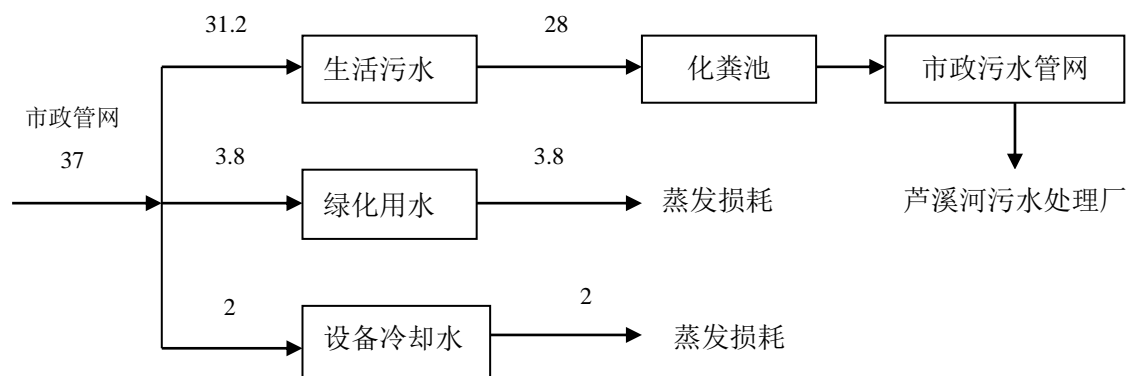 31.2
28
生活污水
化粪池
市政污水管网
市政管网
37
3.8
3.8
绿化用水
蒸发损耗
芦溪河污水处理厂
2
2
设备冷却水
蒸发损耗